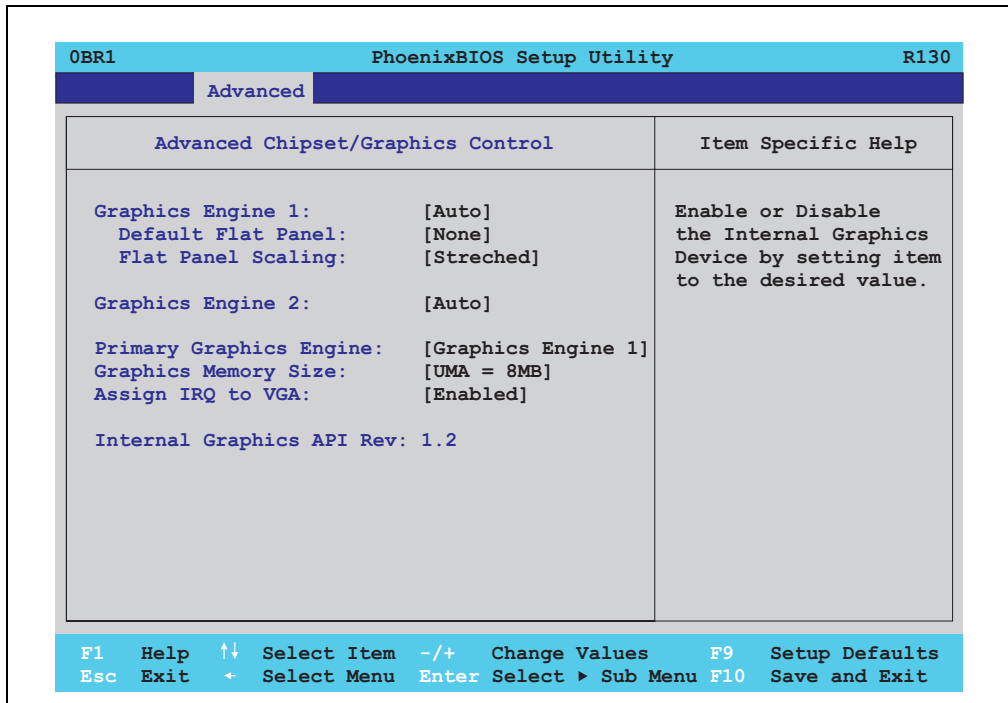 0BR1 PhoenixBIOS Setup Utility R130
Advanced
Advanced Chipset/Graphics Control
Item Specific Help
Graphics Engine 1: [Auto]
Default Flat Panel: [None]
Flat Panel Scaling: [Streched]
Graphics Engine 2: [Auto]
Primary Graphics Engine: [Graphics Engine 1]
Graphics Memory Size: [UMA = 8MB]
Assign IRQ to VGA: [Enabled]
Internal Graphics API Rev: 1.2
Enable or Disable
the Internal Graphics
Device by setting item
to the desired value.
F1 Help ↑↓ Select Item -/+ Change Values F9 Setup Defaults
Esc Exit ← Select Menu Enter Select ▶ Sub Menu F10 Save and Exit